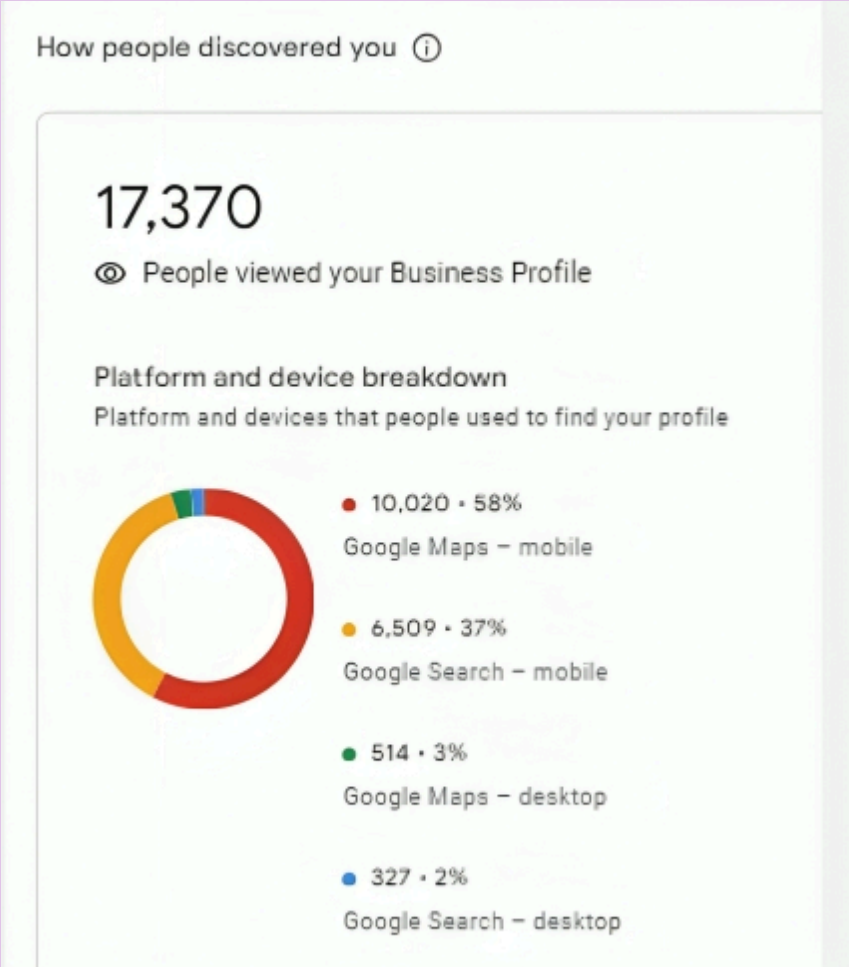 How people discovered you
17,370
People viewed your Business Profile
Platform and device breakdown
Platform and devices that people used to find your profile
10,020 • 58%
Google Maps – mobile
6,509 • 37%
Google Search – mobile
514 • 3%
Google Maps – desktop
327 • 2%
Google Search – desktop